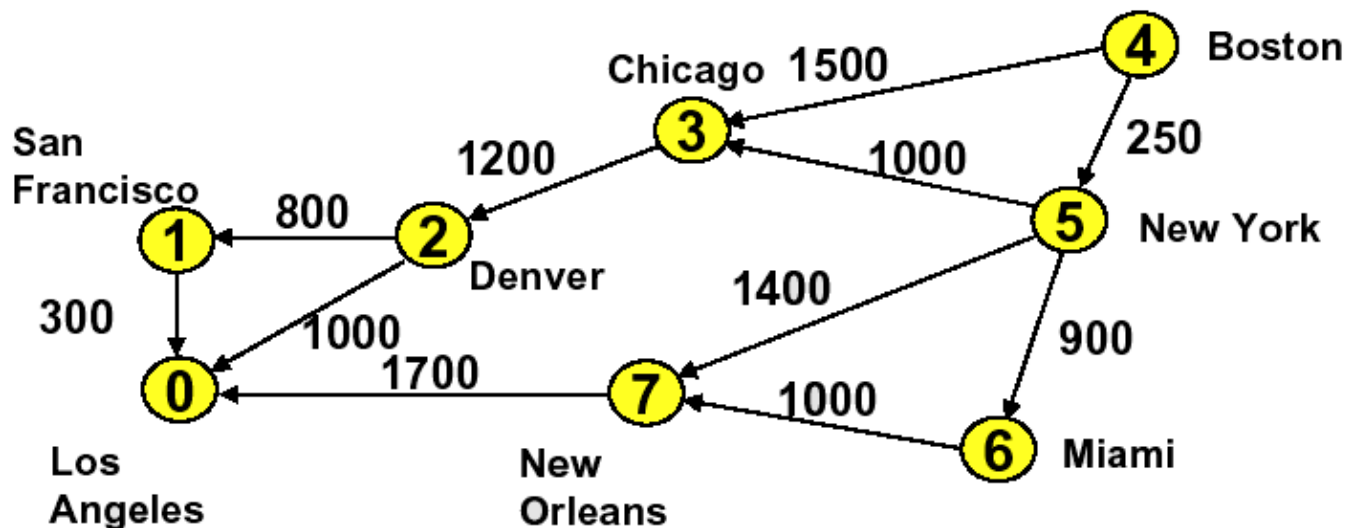 4
Boston
Chicago
1500
3
San
Francisco
1200
1000
250
1
800
2
5
New York
Denver
300
1000
1400
900
0
1700
7
1000
6
Miami
Los
Angeles
New
Orleans